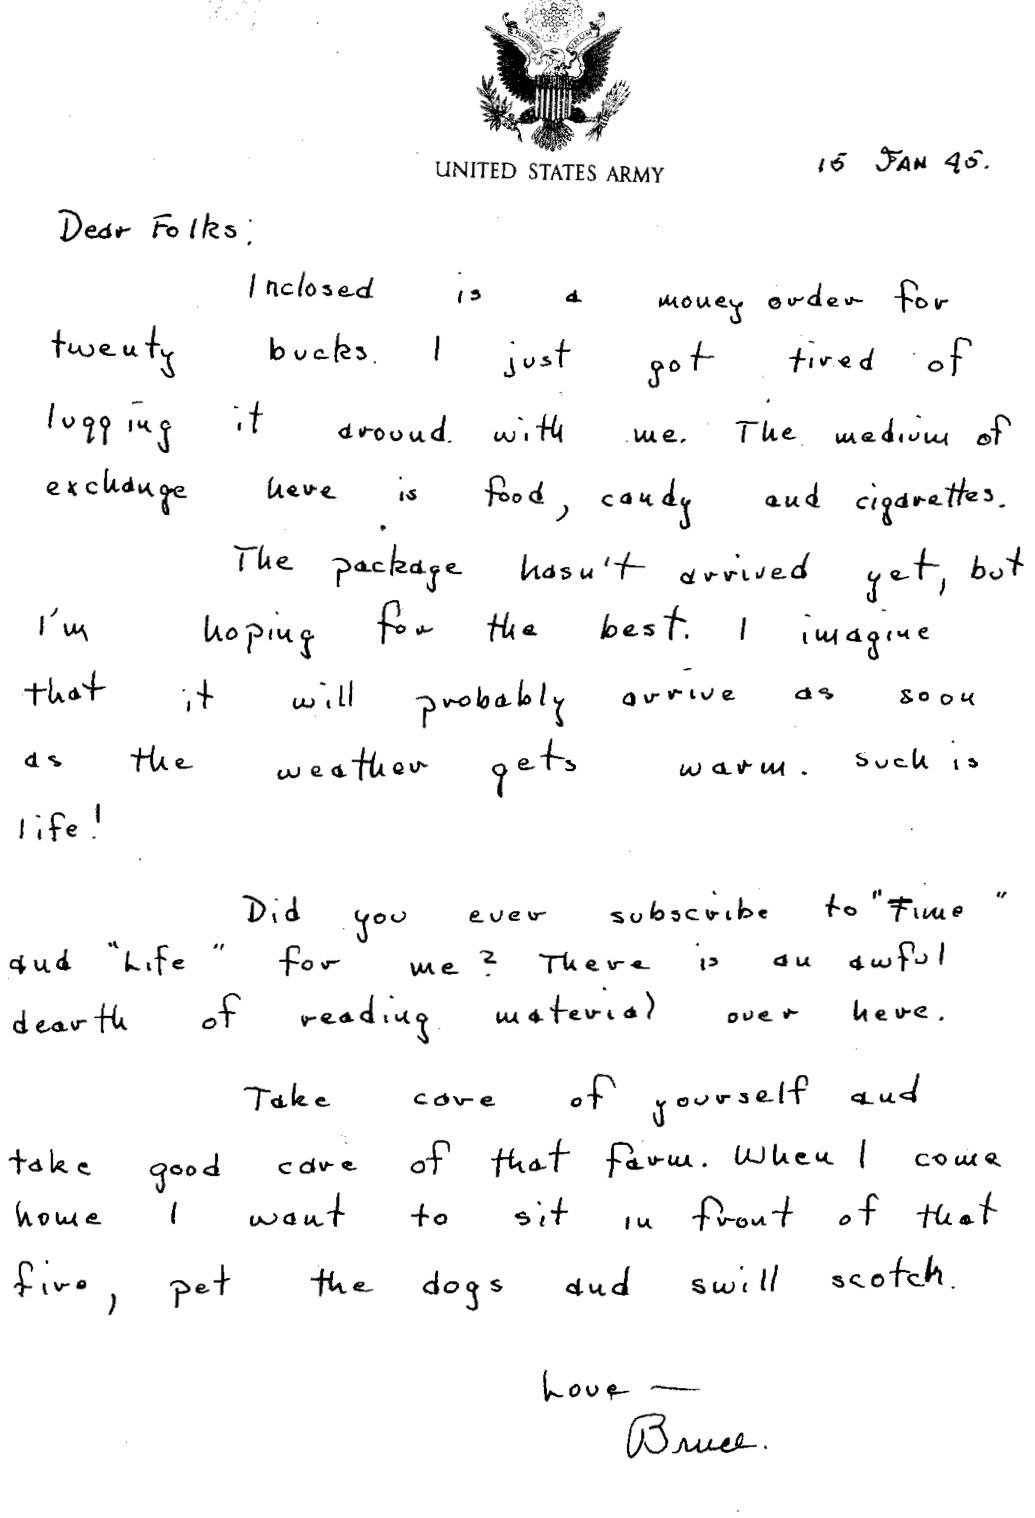 E PLURIBUS UNUM
UNITED STATES ARMY
15 JAN 45.
Dear Folks:
Inclosed is a money order for
twenty bucks. I just got tired of
lugging it around with me. The medium of
exchange here is food, candy and cigarettes.
The package hasn't arrived yet, but
I'm hoping for the best. I imagine
that it will probably arrive as soon
as the weather gets warm. Such is
life!
Did you ever subscribe to "Time"
and "Life" for me? There is an awful
dearth of reading material over here.
Take care of yourself and
take good care of that farm. When I come
home I want to sit in front of that
fire, pet the dogs and swill scotch.
Love —
Bruce.